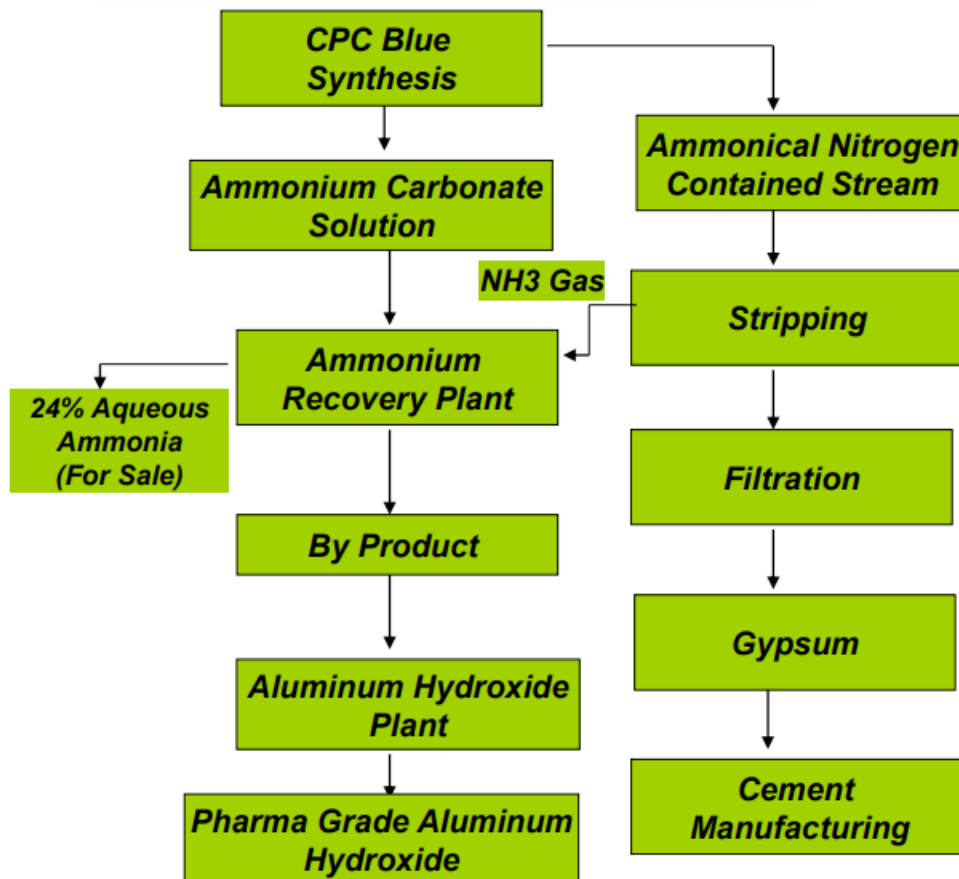 CPC Blue
Synthesis
Ammonical Nitrogen
Contained Stream
Ammonium Carbonate
Solution
NH3 Gas
Stripping
Ammonium
Recovery Plant
24% Aqueous
Ammonia
(For Sale)
Filtration
By Product
Gypsum
Aluminum Hydroxide
Plant
Cement
Manufacturing
Pharma Grade Aluminum
Hydroxide